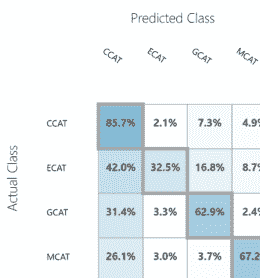 Predicted Class
CCAT ECAT GCAT MCAT
Actual Class
CCAT 85.7% 2.1% 7.3% 4.9%
ECAT 42.0% 32.5% 16.8% 8.7%
GCAT 31.4% 3.3% 62.9% 2.4%
MCAT 26.1% 3.0% 3.7% 67.2